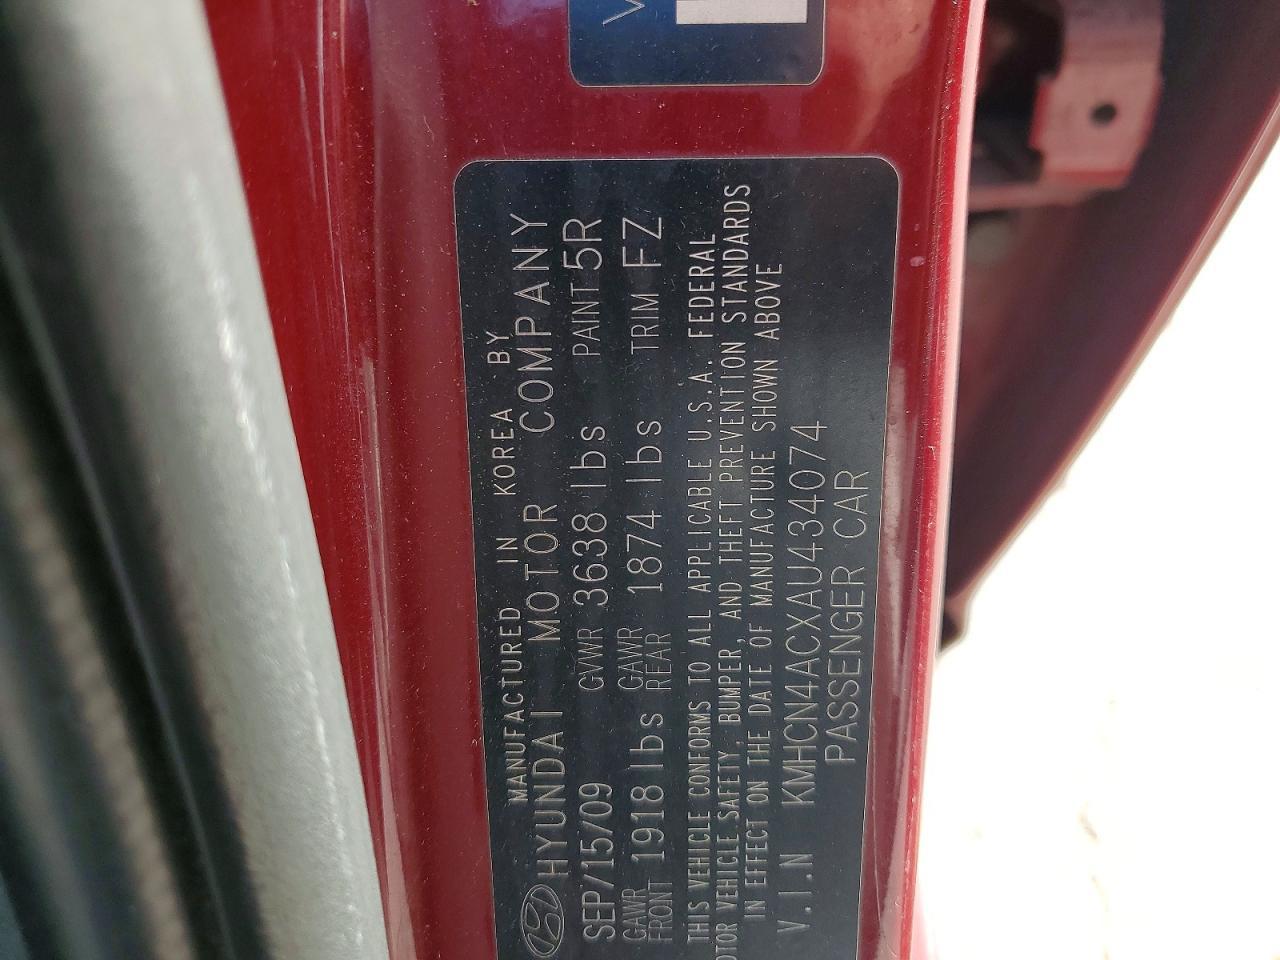 MANUFACTURED IN KOREA BY
HYUNDAI MOTOR COMPANY
SEP/15/09 GVWR 3638 lbs PAINT 5R
GAWR FRONT 1918 lbs GAWR REAR 1874 lbs TRIM FZ
THIS VEHICLE CONFORMS TO ALL APPLICABLE U.S.A. FEDERAL
OTOR VEHICLE SAFETY, BUMPER, AND THEFT PREVENTION STANDARDS
IN EFFECT ON THE DATE OF MANUFACTURE SHOWN ABOVE
V.I.N KMHCN4ACXAU434074
PASSENGER CAR